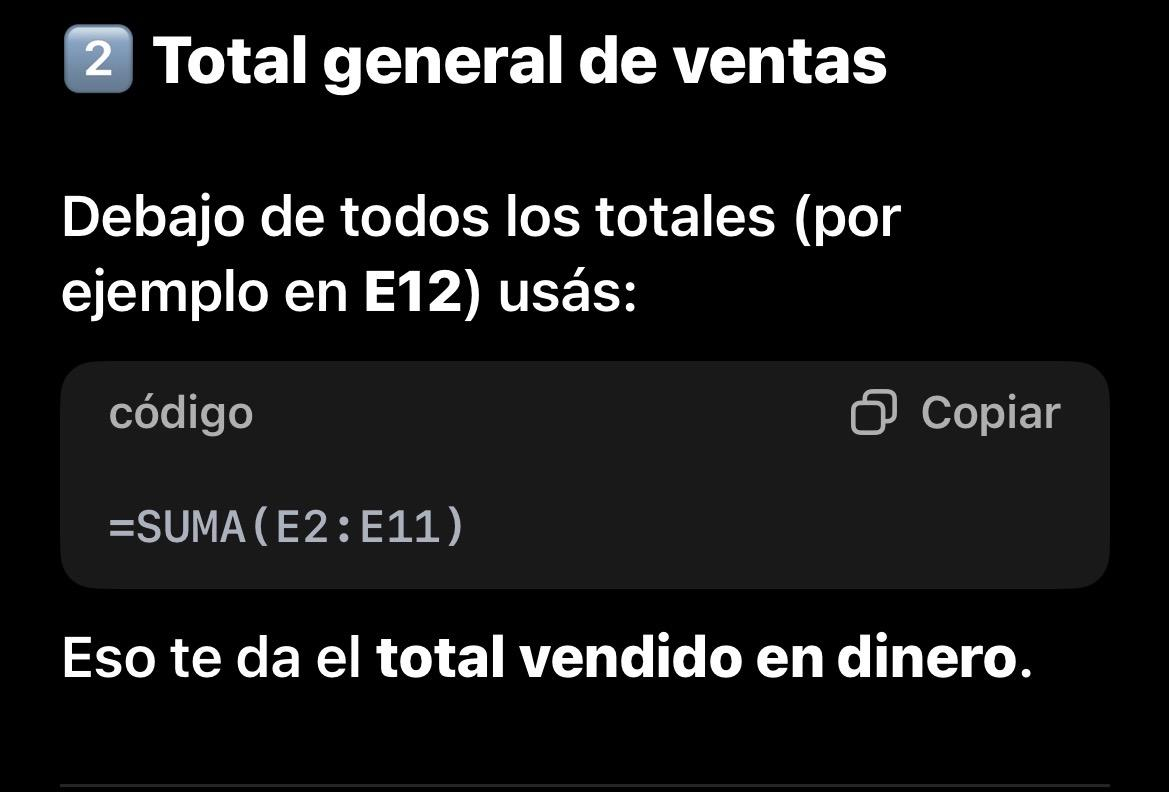 2 Total general de ventas
Debajo de todos los totales (por
ejemplo en E12) usás:
código Copiar
=SUMA(E2:E11)
Eso te da el total vendido en dinero.